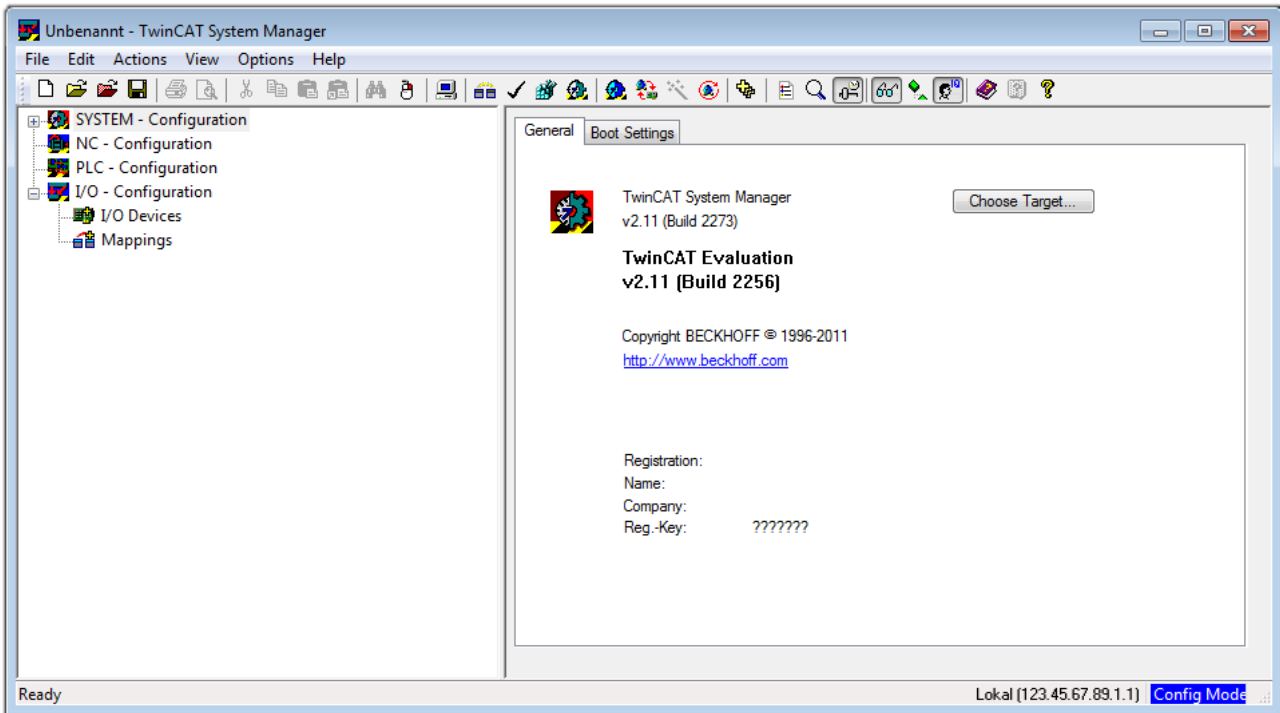 Unbenannt - TwinCAT System Manager
File Edit Actions View Options Help
SYSTEM - Configuration
NC - Configuration
PLC - Configuration
I/O - Configuration
I/O Devices
Mappings
General Boot Settings
TwinCAT System Manager
v2.11 (Build 2273)
Choose Target...
TwinCAT Evaluation
v2.11 (Build 2256)
Copyright BECKHOFF © 1996-2011
http://www.beckhoff.com
Registration:
Name:
Company:
Reg.-Key: ???????
Ready Lokal (123.45.67.89.1.1) Config Mode